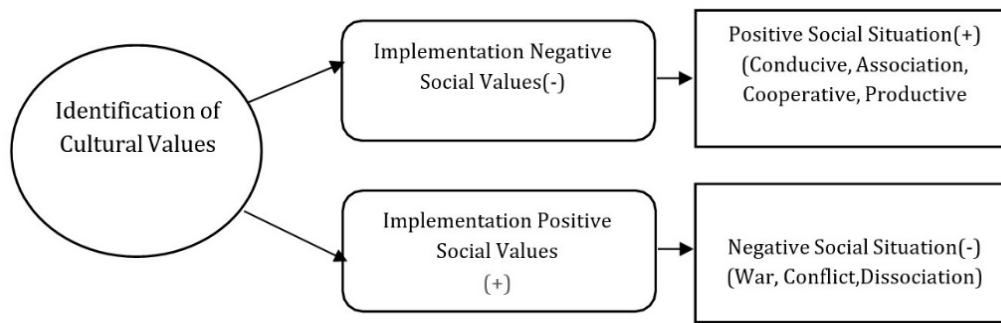 Identification of
Cultural Values
Implementation Negative
Social Values(-)
Positive Social Situation(+)
(Conducive, Association,
Cooperative, Productive
Implementation Positive
Social Values
(+)
Negative Social Situation(-)
(War, Conflict,Dissociation)